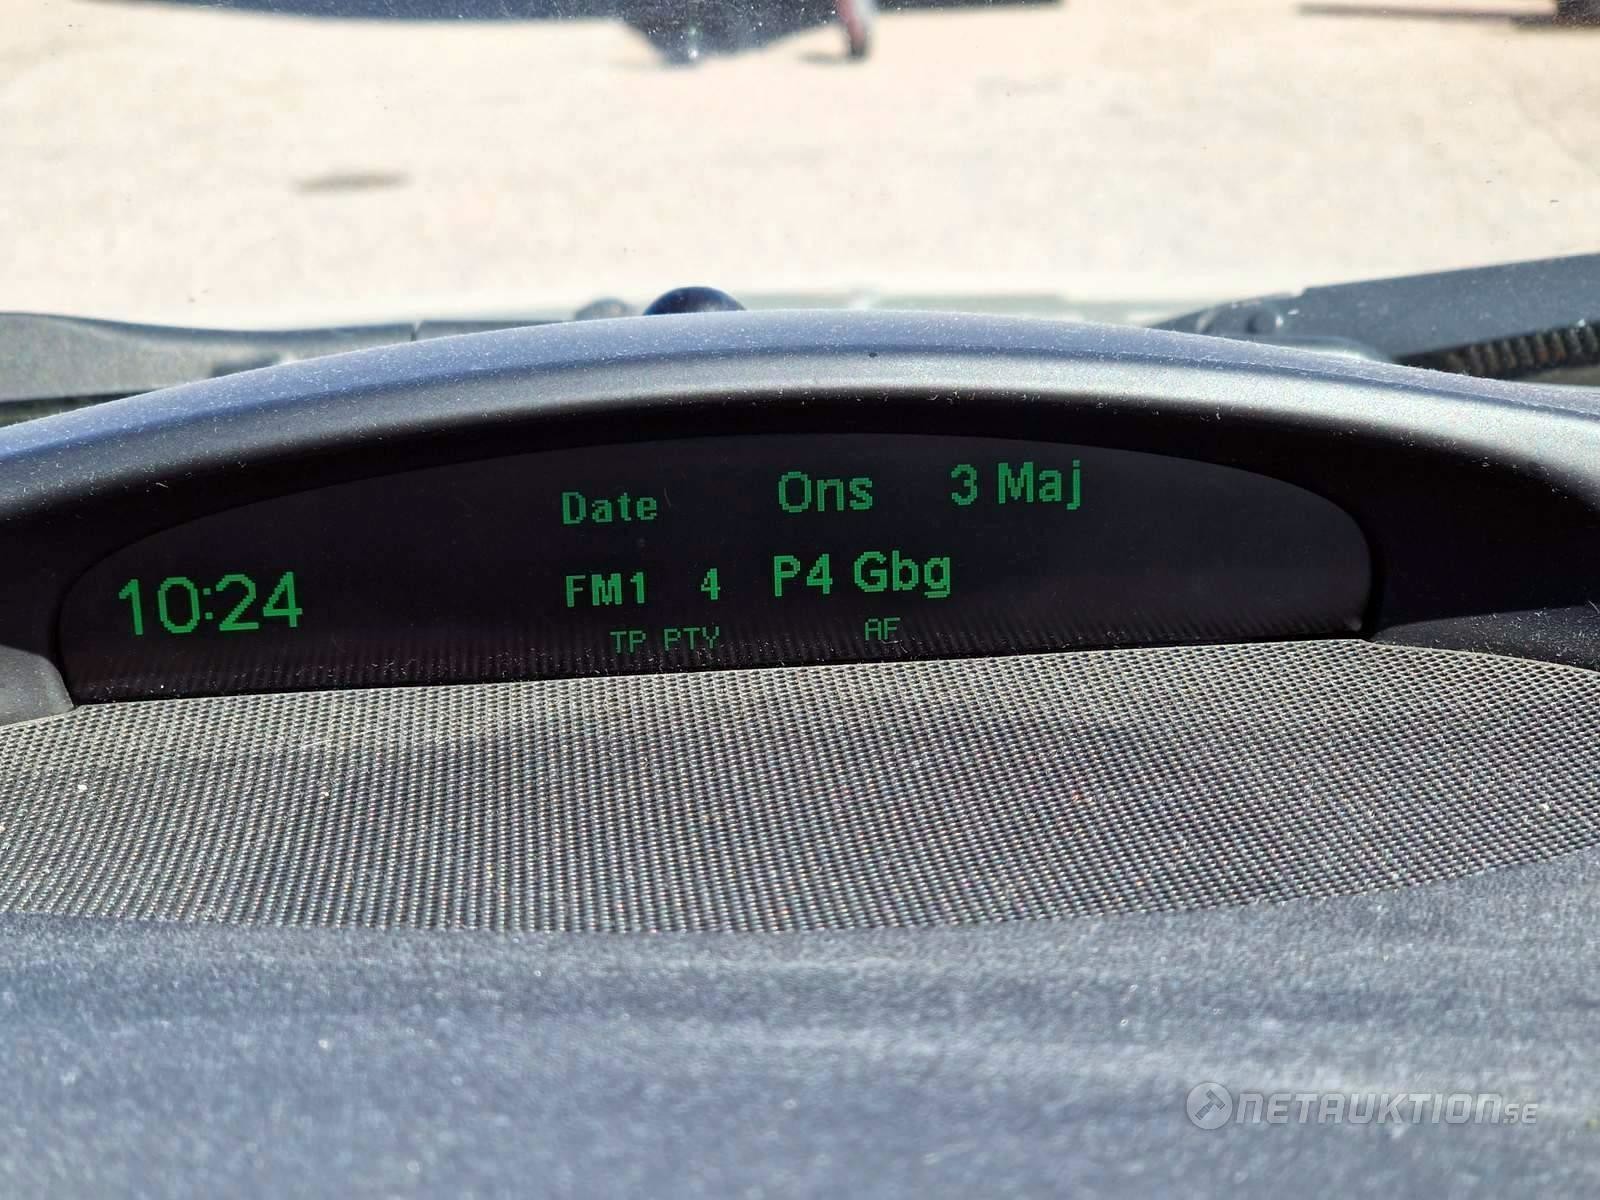 Date Ons 3 Maj
10:24 FM1 4 P4 Gbg
TP PTY AF
NETAUKTION.SE